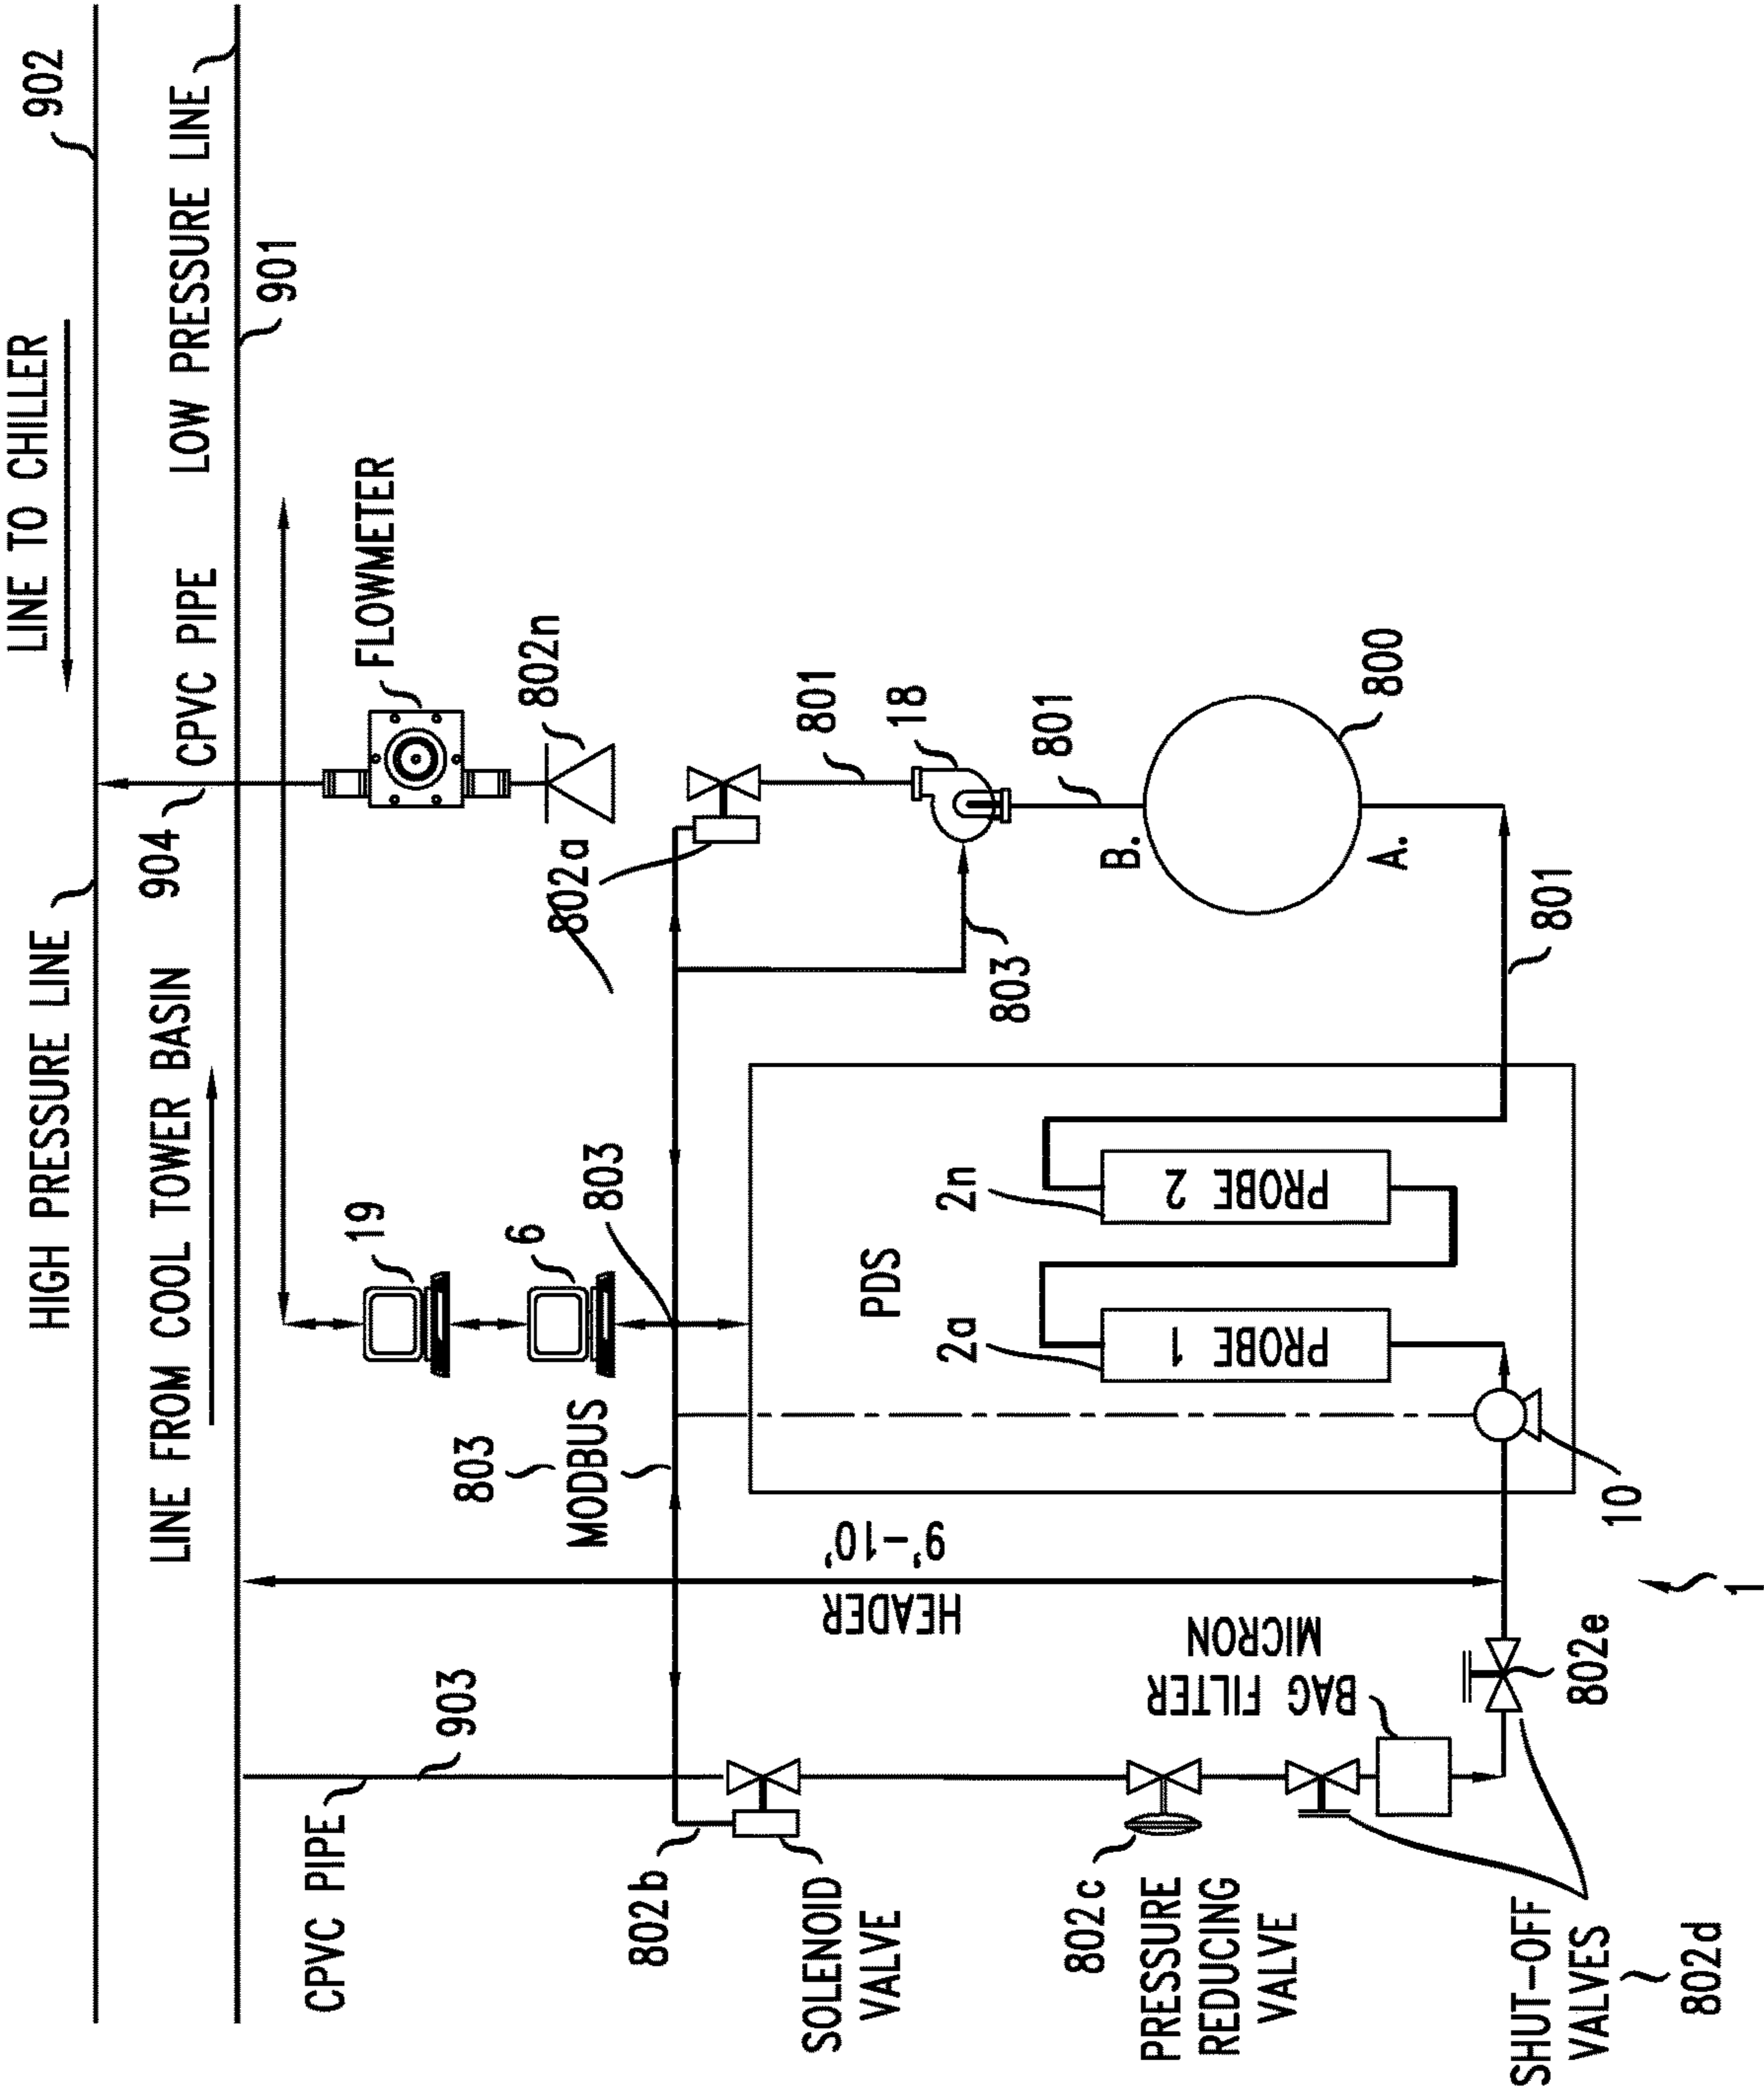 LINE TO CHILLER
902
HIGH PRESSURE LINE
904
CPVC PIPE
LOW PRESSURE LINE
LINE FROM COOL TOWER BASIN
901
CPVC PIPE
903
19
FLOWMETER
6
802n
803
MODBUS
803
802a
802b
SOLENOID
VALVE
801
18
803
801
B.
800
A.
801
PDS
2a
PROBE 1
2n
PROBE 2
HEADER
9'-10'
802c
PRESSURE
REDUCING
VALVE
BAG FILTER
MICRON
802e
10
SHUT-OFF
VALVES
802d
1